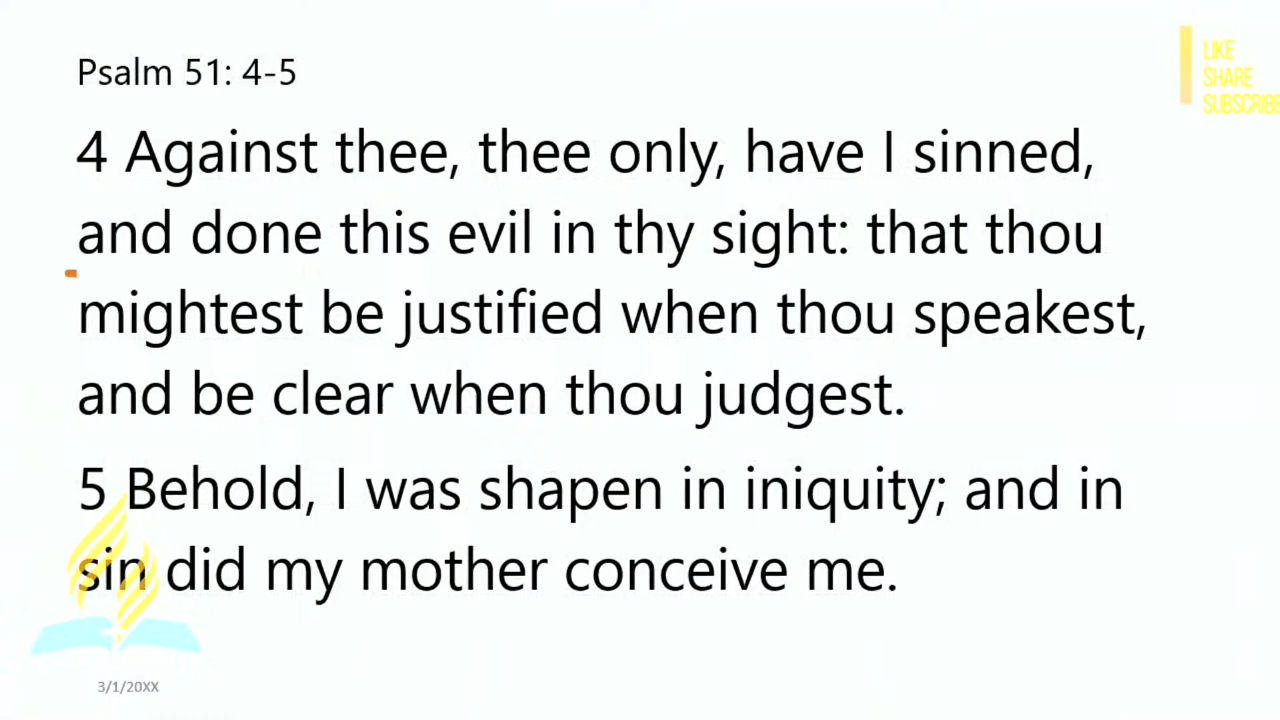 Psalm 51: 4-5
LIKE
SHARE
SUBSCRIBE
4 Against thee, thee only, have I sinned,
and done this evil in thy sight: that thou
mightest be justified when thou speakest,
and be clear when thou judgest.
5 Behold, I was shapen in iniquity; and in
sin did my mother conceive me.
3/1/20XX